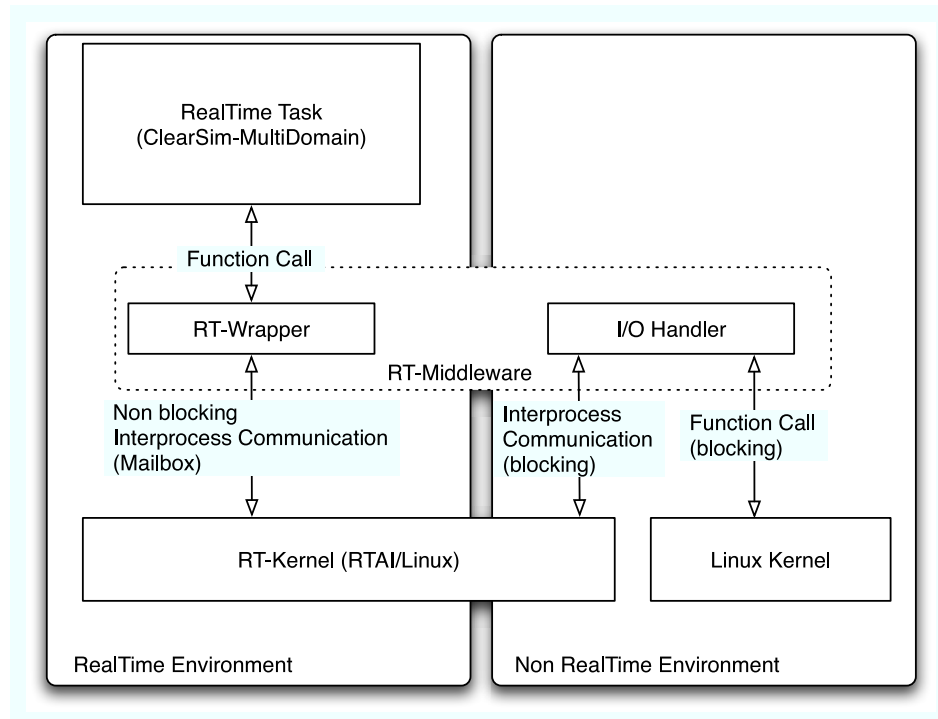 RealTime Task
(ClearSim-MultiDomain)
Function Call
RT-Wrapper
I/O Handler
RT-Middleware
Non blocking
Interprocess Communication
(Mailbox)
Interprocess
Communication
(blocking)
Function Call
(blocking)
RT-Kernel (RTAI/Linux)
Linux Kernel
RealTime Environment
Non RealTime Environment